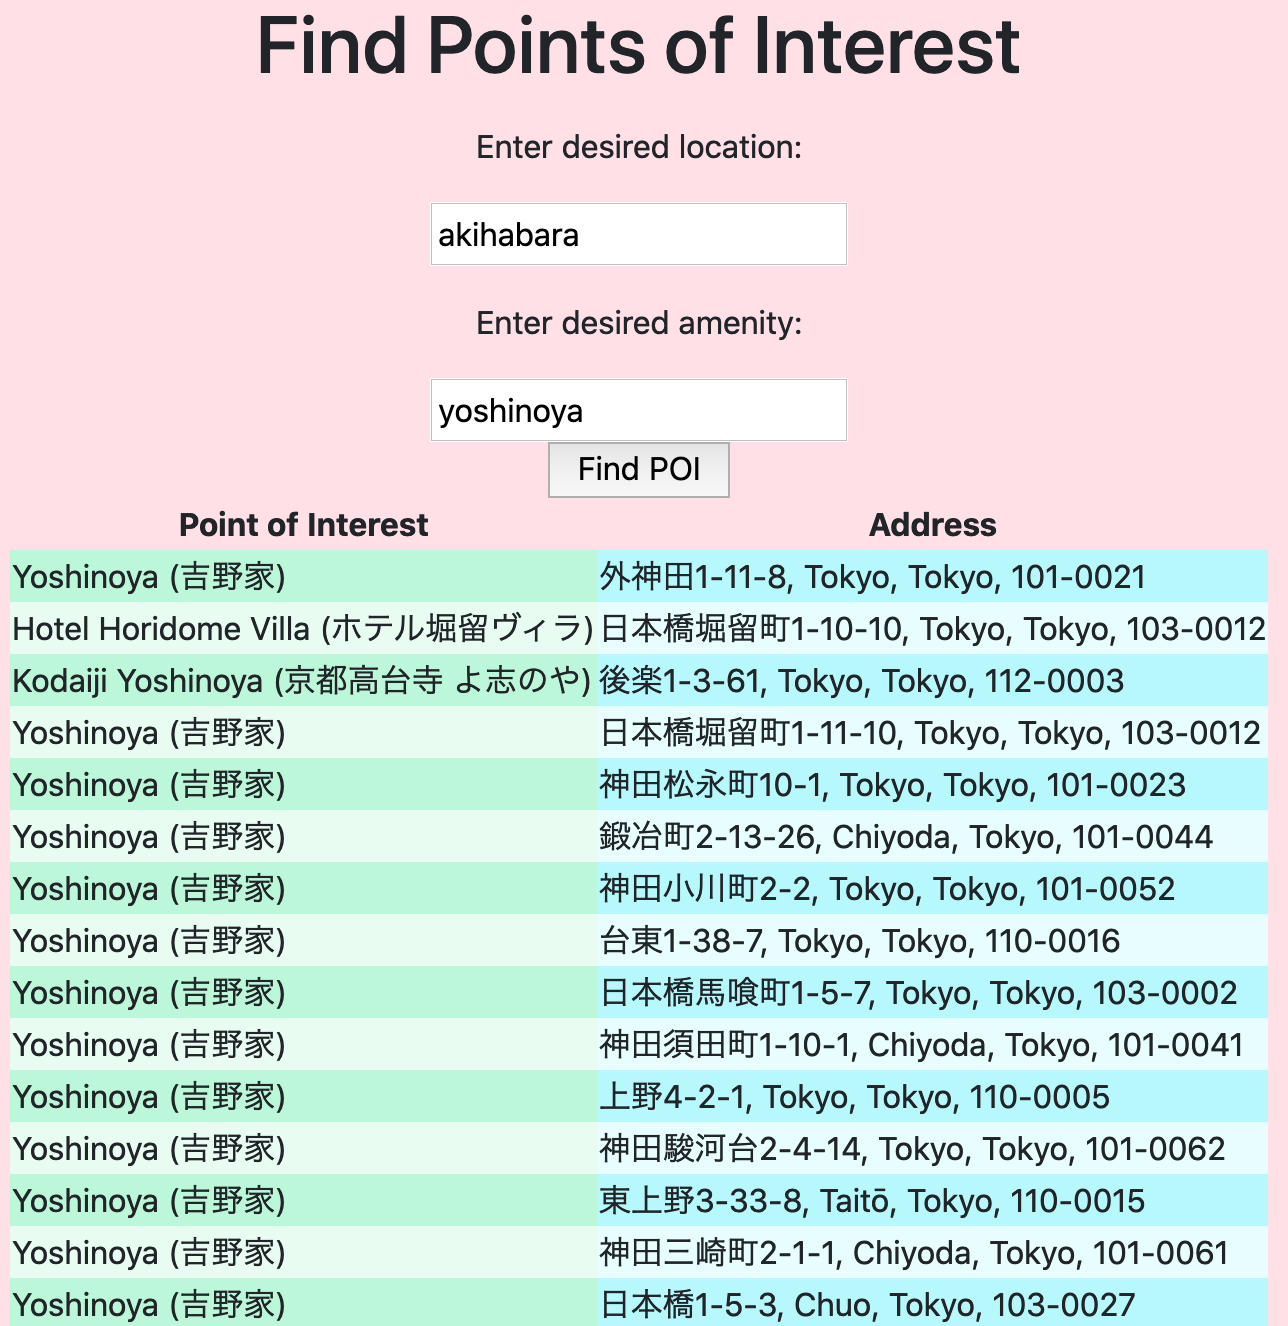 Find Points of Interest
Enter desired location:
akihabara
Enter desired amenity:
yoshinoya
Find POI
Point of Interest Address
Yoshinoya (吉野家) 外神田1-11-8, Tokyo, Tokyo, 101-0021
Hotel Horidome Villa (ホテル堀留ヴィラ) 日本橋堀留町1-10-10, Tokyo, Tokyo, 103-0012
Kodaiji Yoshinoya (京都高台寺 よ志のや) 後楽1-3-61, Tokyo, Tokyo, 112-0003
Yoshinoya (吉野家) 日本橋堀留町1-11-10, Tokyo, Tokyo, 103-0012
Yoshinoya (吉野家) 神田松永町10-1, Tokyo, Tokyo, 101-0023
Yoshinoya (吉野家) 鍛冶町2-13-26, Chiyoda, Tokyo, 101-0044
Yoshinoya (吉野家) 神田小川町2-2, Tokyo, Tokyo, 101-0052
Yoshinoya (吉野家) 台東1-38-7, Tokyo, Tokyo, 110-0016
Yoshinoya (吉野家) 日本橋馬喰町1-5-7, Tokyo, Tokyo, 103-0002
Yoshinoya (吉野家) 神田須田町1-10-1, Chiyoda, Tokyo, 101-0041
Yoshinoya (吉野家) 上野4-2-1, Tokyo, Tokyo, 110-0005
Yoshinoya (吉野家) 神田駿河台2-4-14, Tokyo, Tokyo, 101-0062
Yoshinoya (吉野家) 東上野3-33-8, Taitō, Tokyo, 110-0015
Yoshinoya (吉野家) 神田三崎町2-1-1, Chiyoda, Tokyo, 101-0061
Yoshinoya (吉野家) 日本橋1-5-3, Chuo, Tokyo, 103-0027